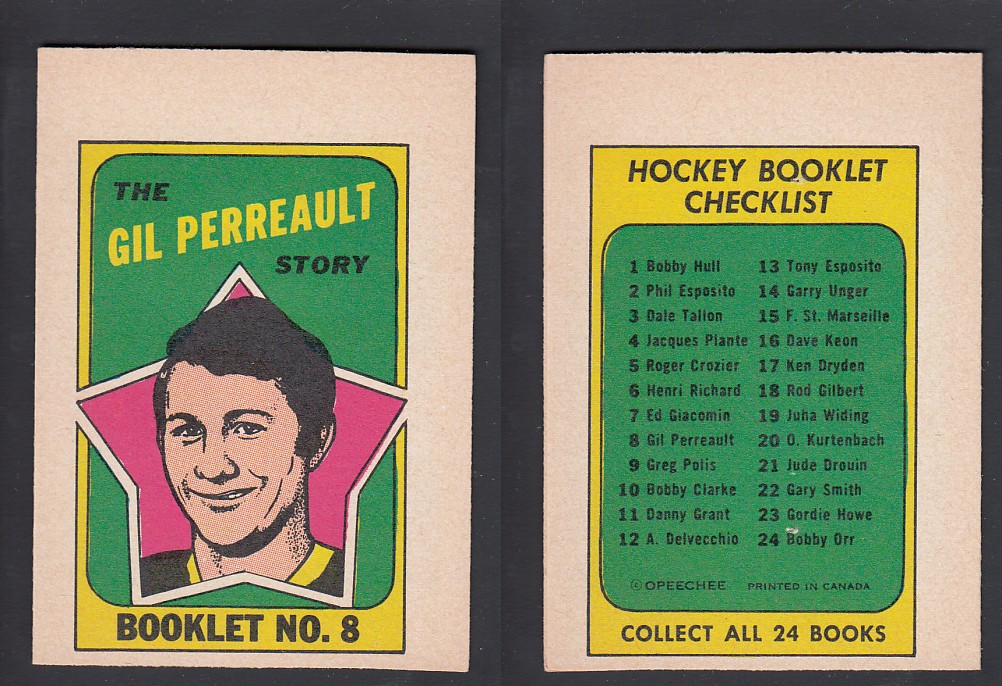 THE
GIL PERREAULT
STORY
BOOKLET NO. 8
HOCKEY BOOKLET
CHECKLIST
1 Bobby Hull 13 Tony Esposito
2 Phil Esposito 14 Garry Unger
3 Dale Tallon 15 F. St. Marseille
4 Jacques Plante 16 Dave Keon
5 Roger Crozier 17 Ken Dryden
6 Henri Richard 18 Rod Gilbert
7 Ed Giacomin 19 Juha Widing
8 Gil Perreault 20 O. Kurtenbach
9 Greg Polis 21 Jude Drouin
10 Bobby Clarke 22 Gary Smith
11 Danny Grant 23 Gordie Howe
12 A. Delvecchio 24 Bobby Orr
© OPEECHEE PRINTED IN CANADA
COLLECT ALL 24 BOOKS